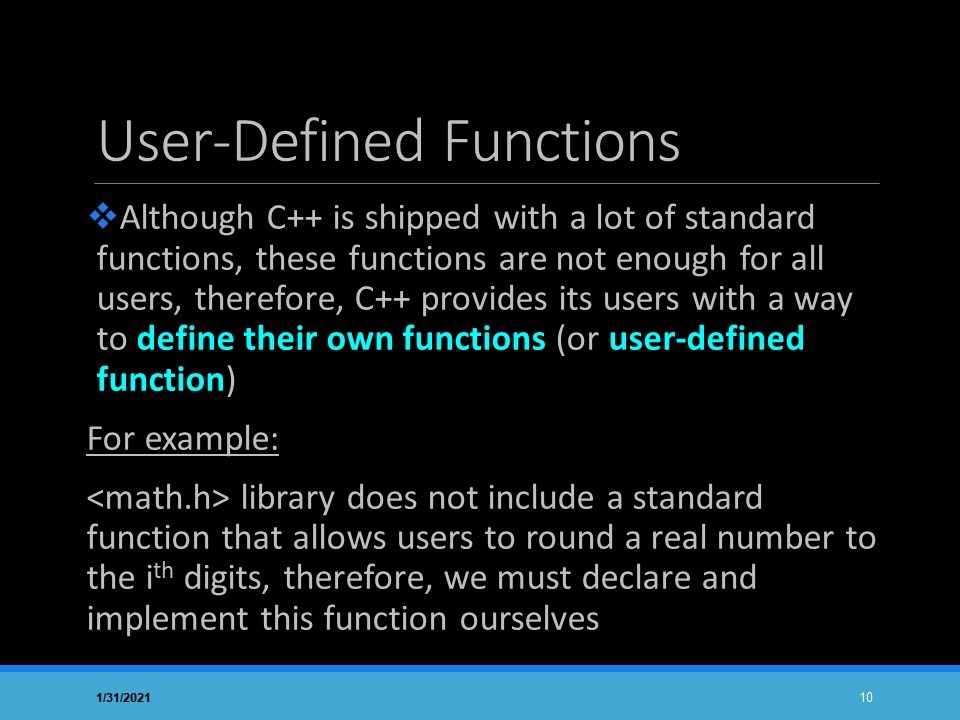 User-Defined Functions
❖Although C++ is shipped with a lot of standard
functions, these functions are not enough for all
users, therefore, C++ provides its users with a way
to define their own functions (or user-defined
function)
For example:
<math.h> library does not include a standard
function that allows users to round a real number to
the ith digits, therefore, we must declare and
implement this function ourselves
1/31/2021
10